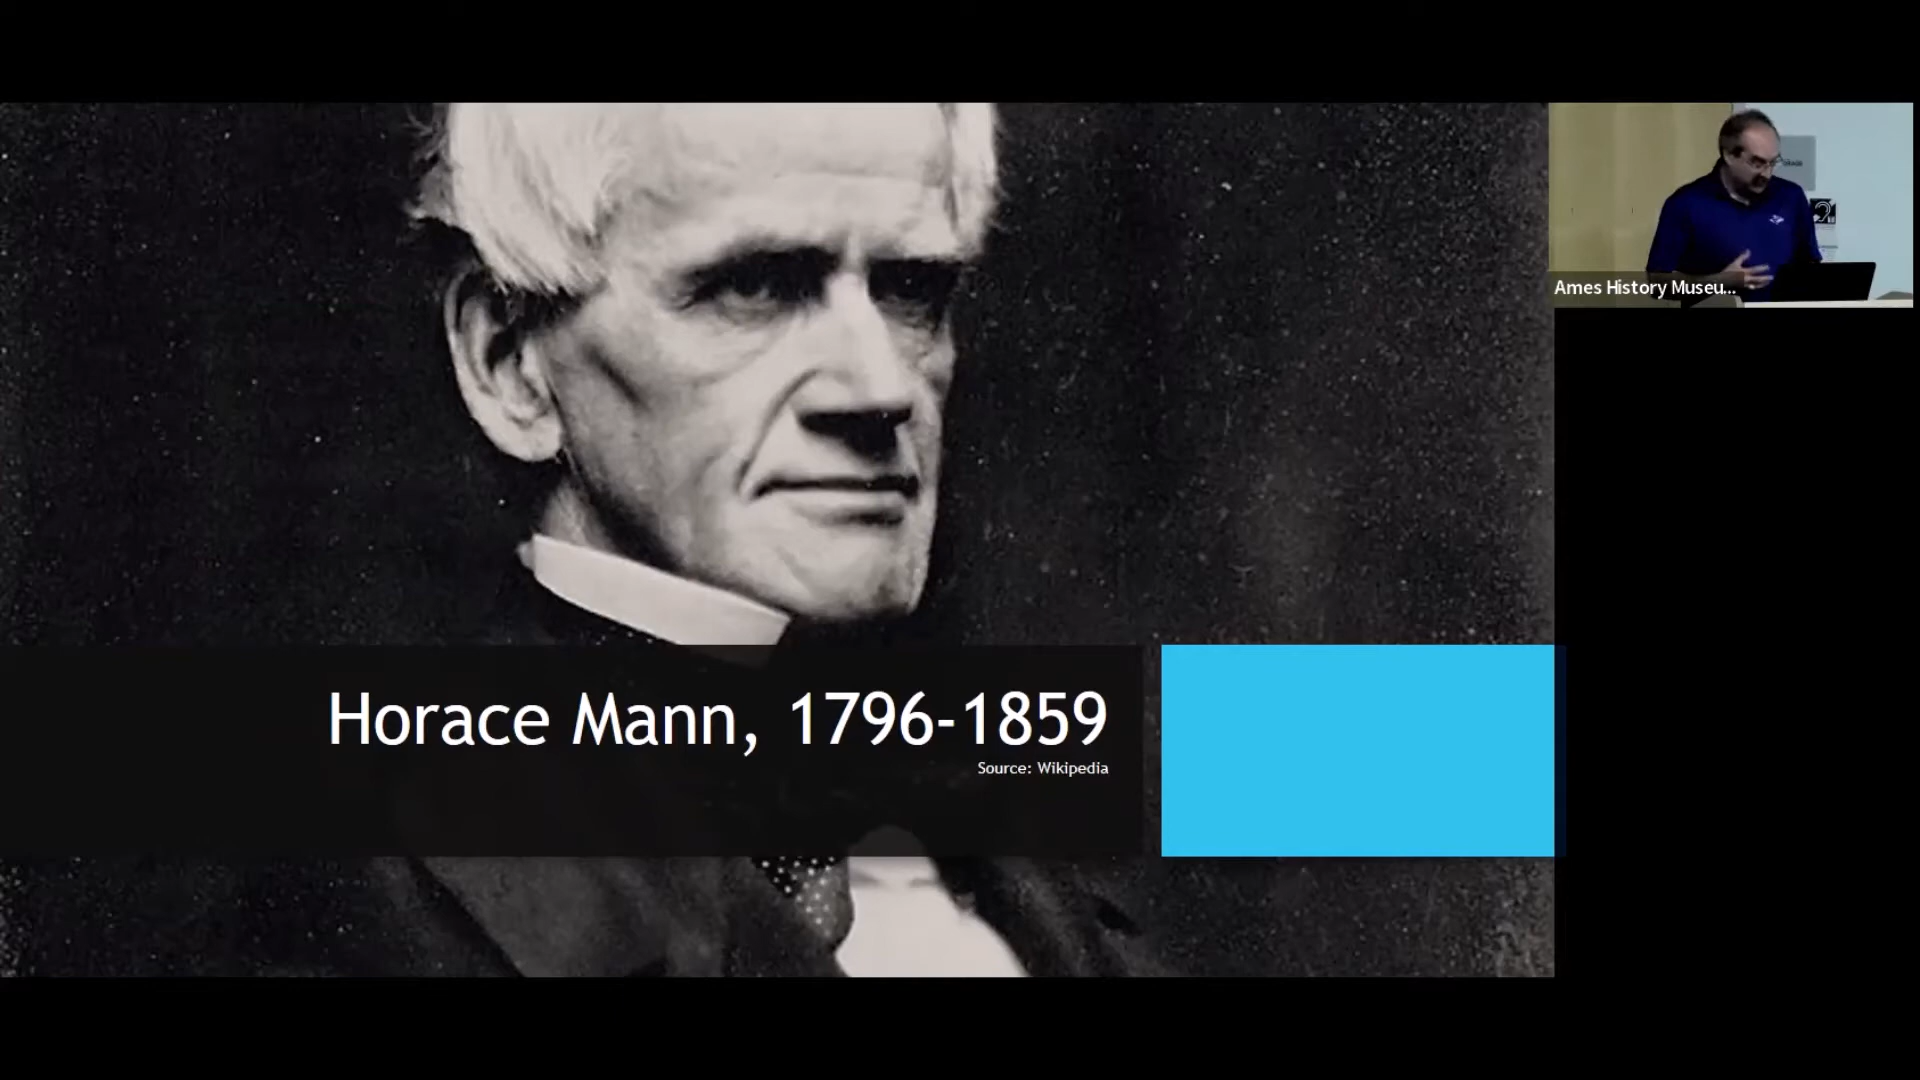 Horace Mann, 1796-1859
Source: Wikipedia
Ames History Museu...